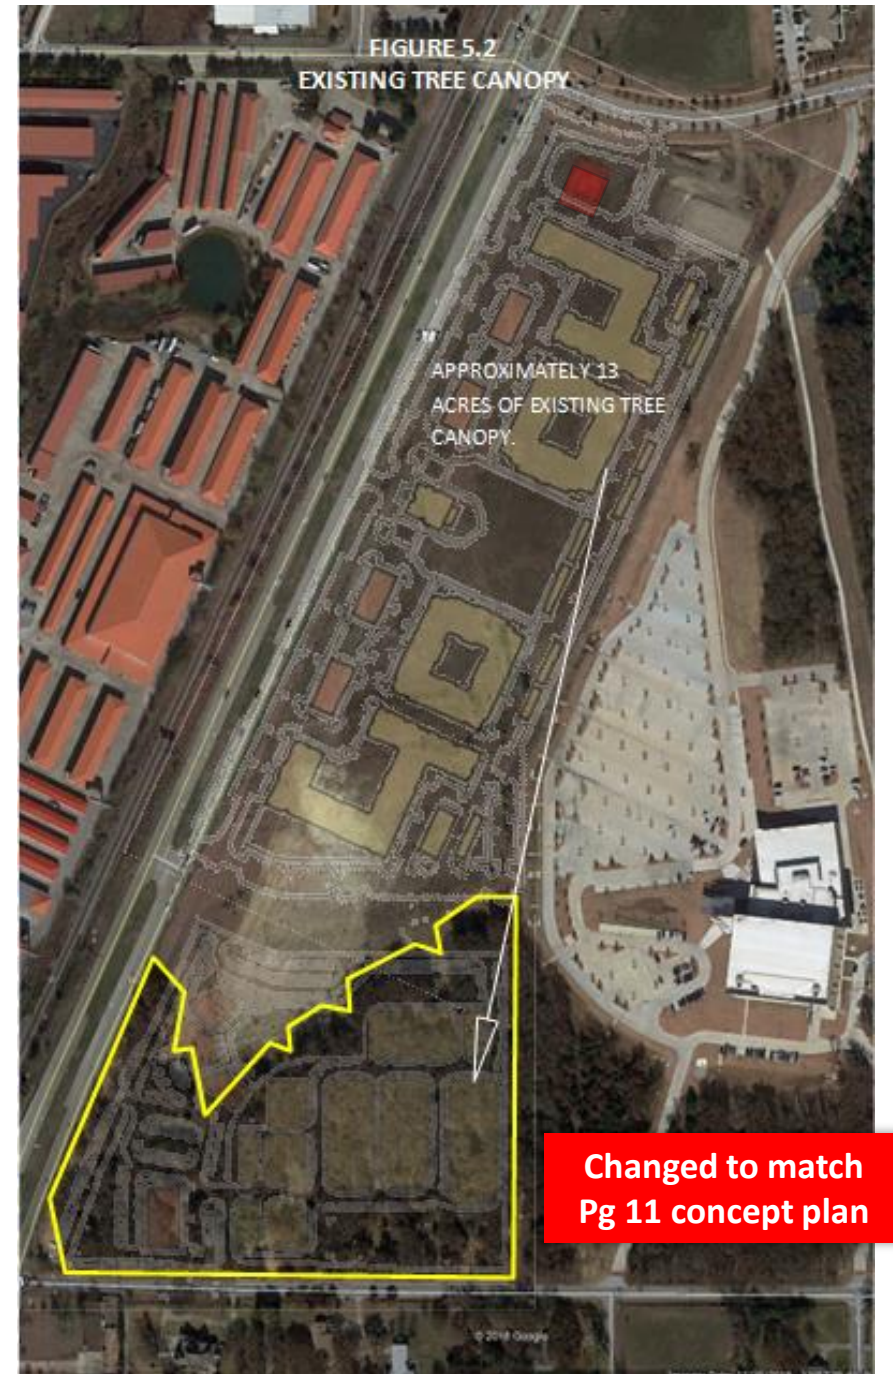 FIGURE 5.2
EXISTING TREE CANOPY
APPROXIMATELY 13
ACRES OF EXISTING TREE
CANOPY.
Changed to match
Pg 11 concept plan
© 2018 Google